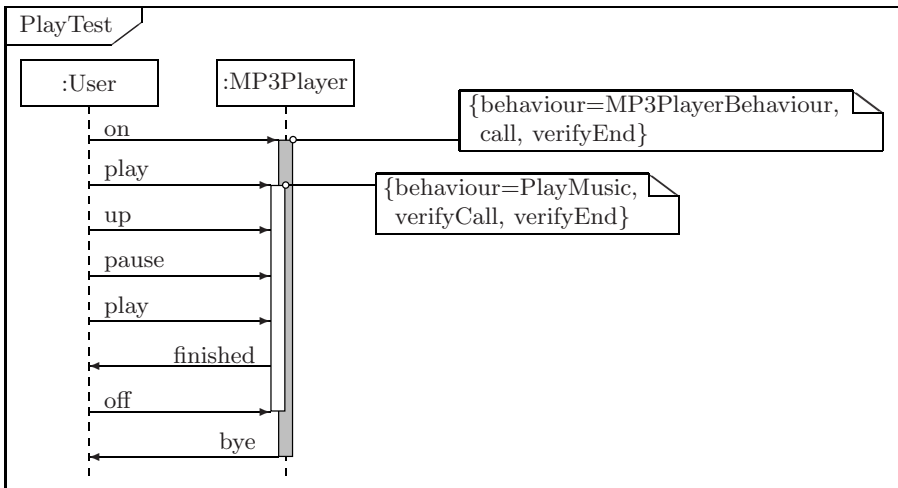 PlayTest
:User
:MP3Player
{behaviour=MP3PlayerBehaviour,
call, verifyEnd}
on
play
{behaviour=PlayMusic,
verifyCall, verifyEnd}
up
pause
play
finished
off
bye